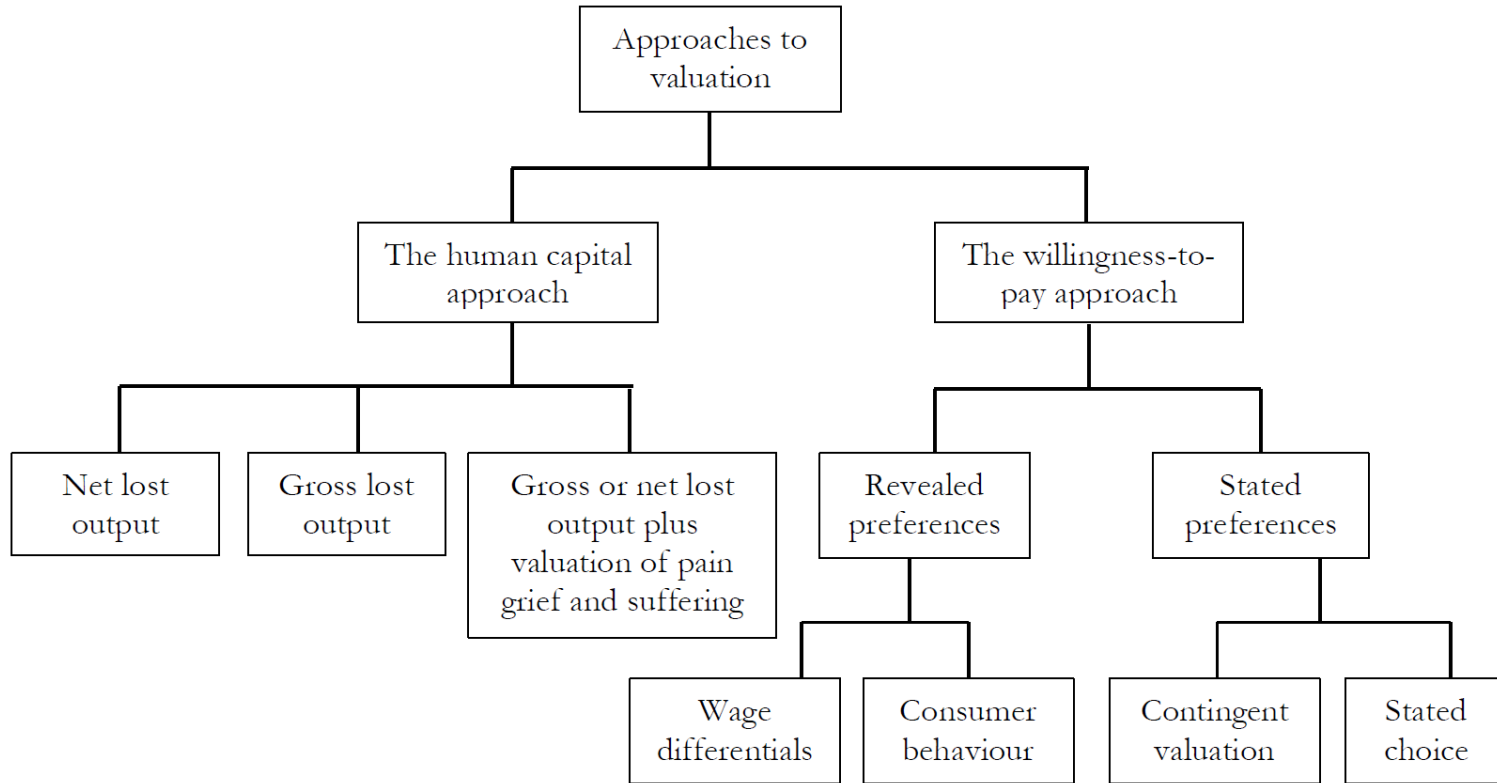 Approaches to
valuation
The human capital
approach
The willingness-to-
pay approach
Net lost
output
Gross lost
output
Gross or net lost
output plus
valuation of pain
grief and suffering
Revealed
preferences
Stated
preferences
Wage
differentials
Consumer
behaviour
Contingent
valuation
Stated
choice